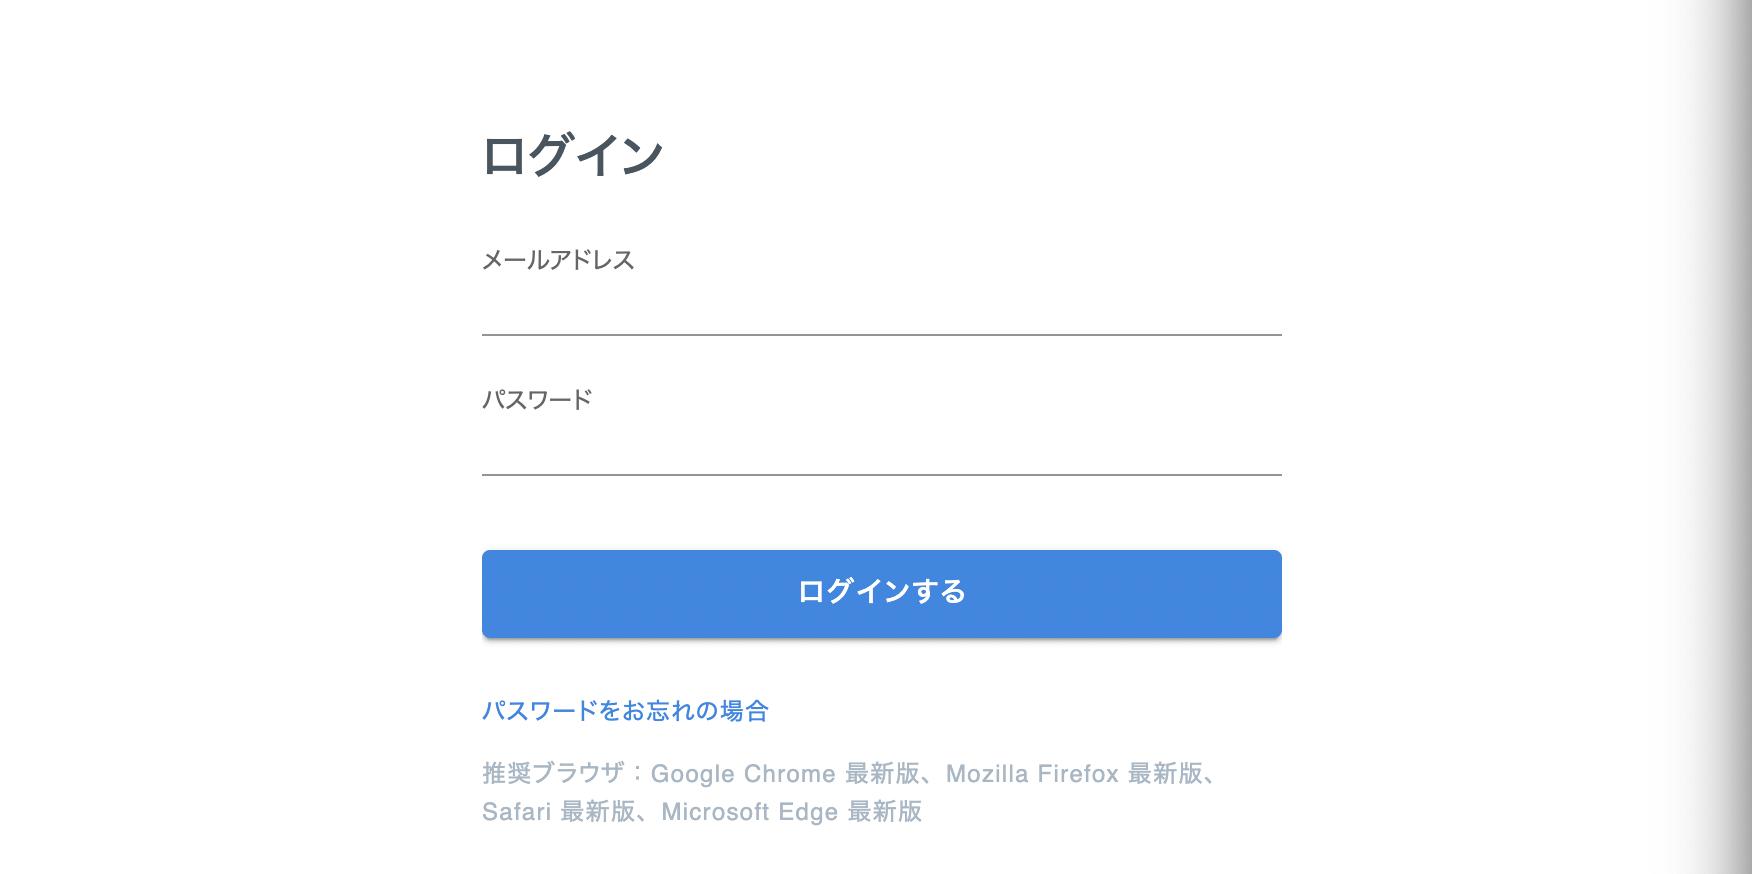 ログイン
メールアドレス
パスワード
ログインする
パスワードをお忘れの場合
推奨ブラウザ：Google Chrome 最新版、Mozilla Firefox 最新版、
Safari 最新版、Microsoft Edge 最新版